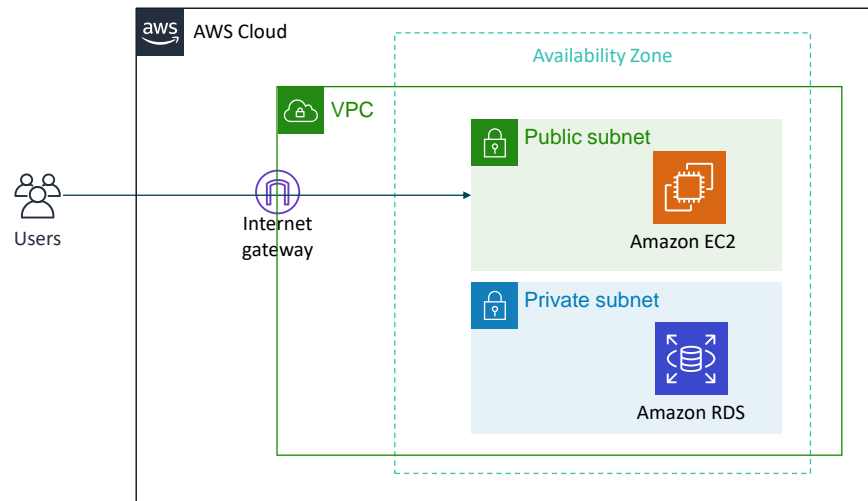 aws
AWS Cloud
Availability Zone
VPC
Public subnet
Users
Internet
gateway
Amazon EC2
Private subnet
Amazon RDS